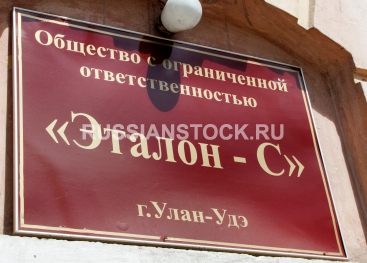 Общество с ограниченной
ответственностью
«Эталон - С»
RUSSIANSTOCK.RU
г.Улан-Удэ